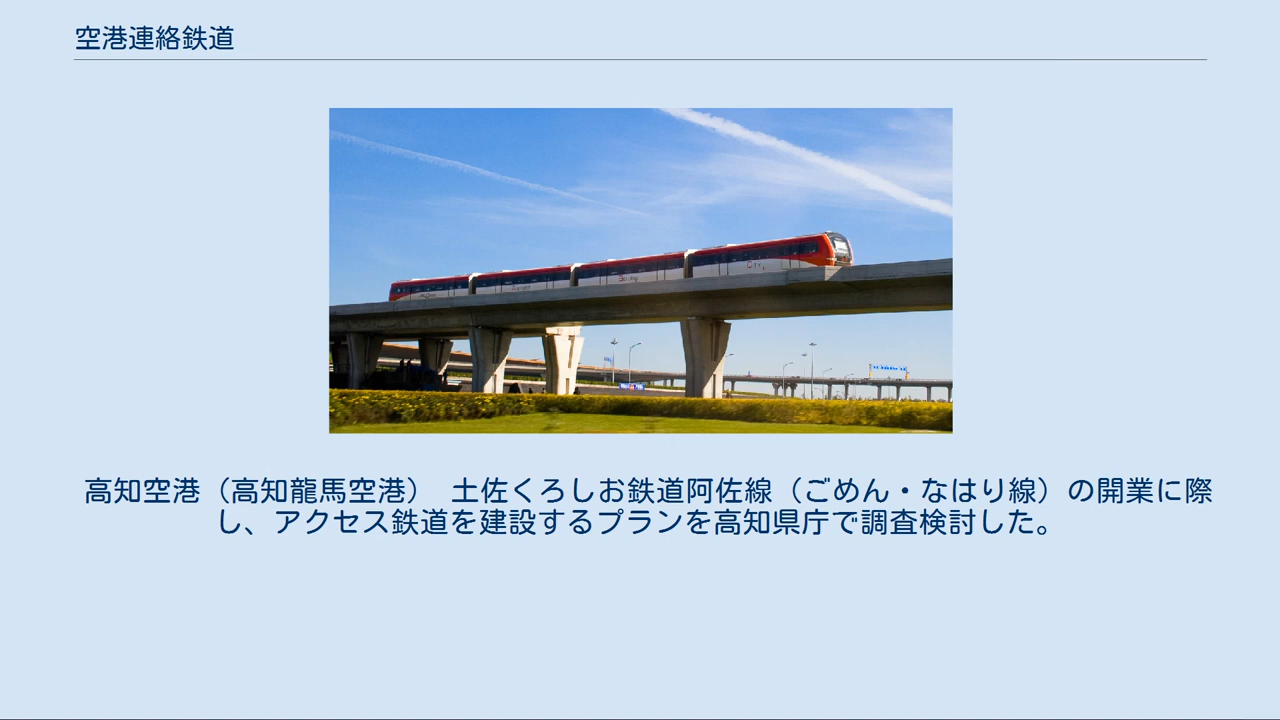 空港連絡鉄道
高知空港（高知龍馬空港）　土佐くろしお鉄道阿佐線（ごめん・なはり線）の開業に際
し、アクセス鉄道を建設するプランを高知県庁で調査検討した。